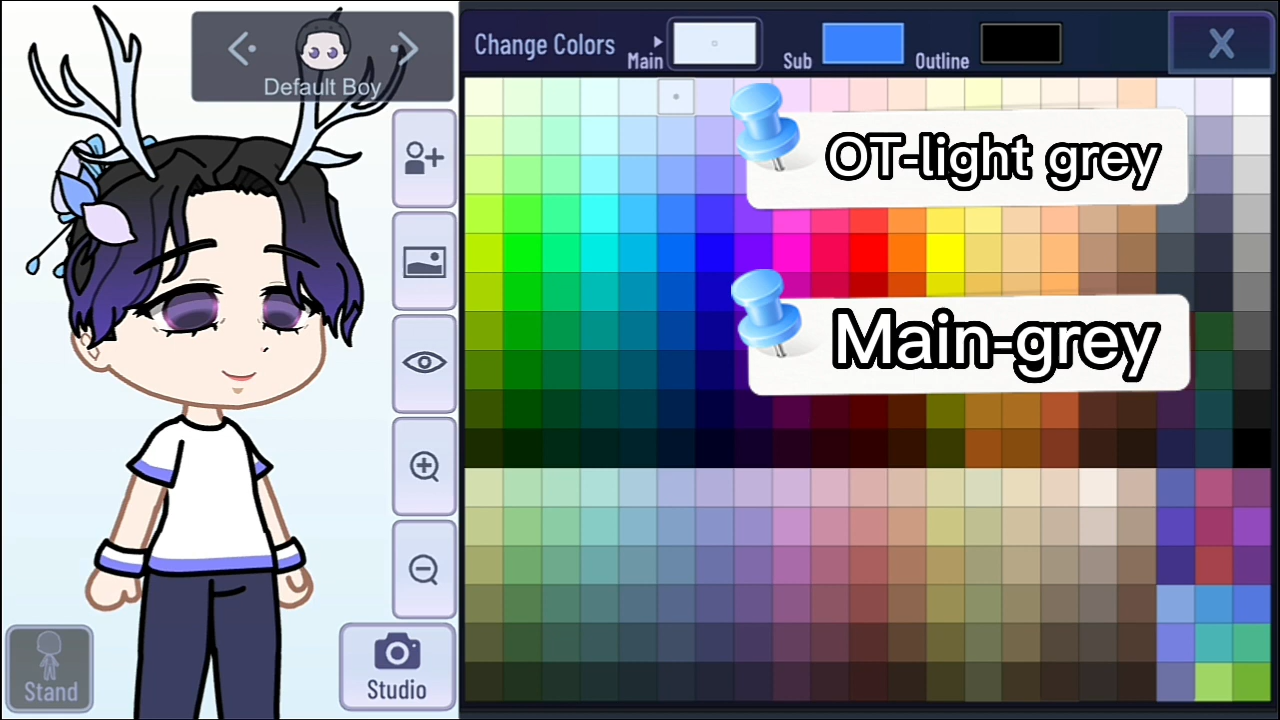 Default Boy
Change Colors
Main
Sub
Outline
X
OT-light grey
Main-grey
Stand
Studio